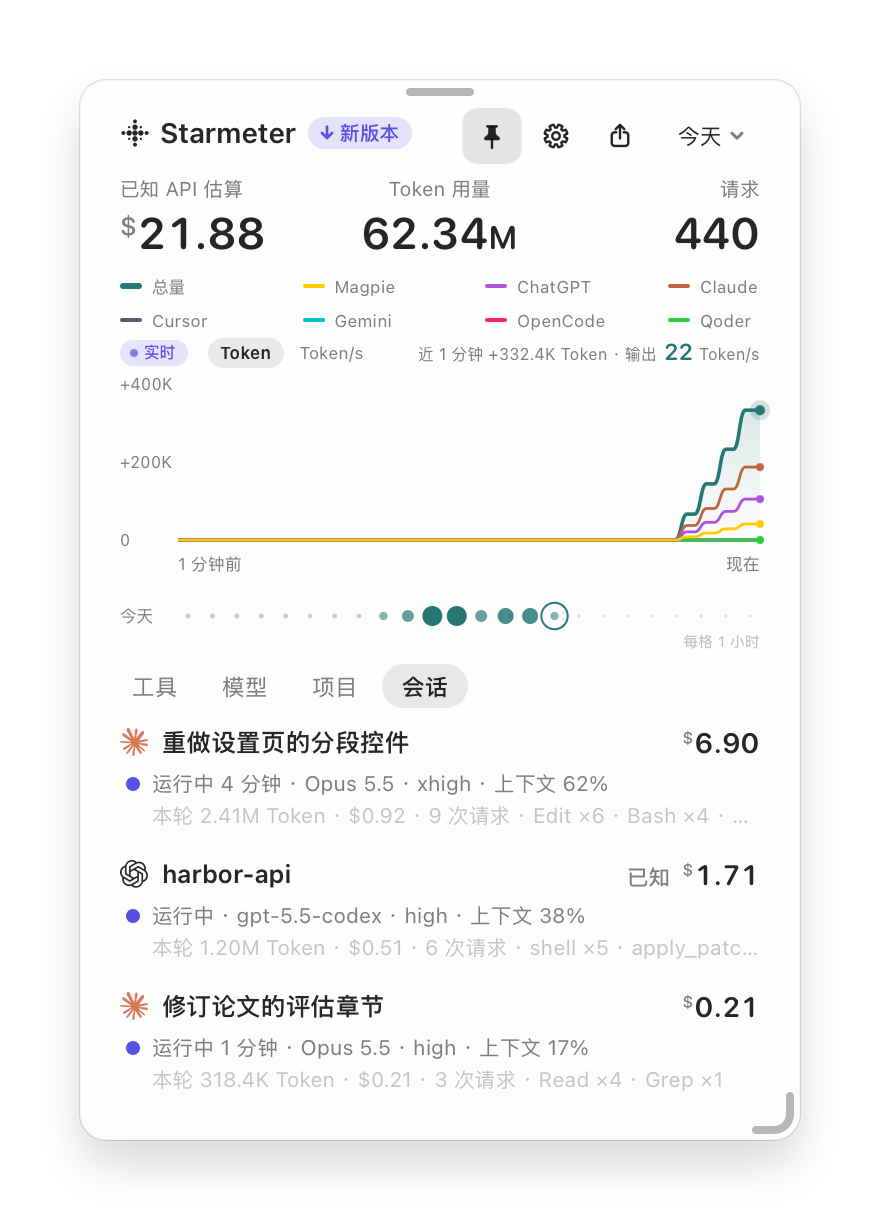 Starmeter 新版本 今天
已知 API 估算 Token 用量 请求
$21.88 62.34M 440
总量 Magpie ChatGPT Claude
Cursor Gemini OpenCode Qoder
实时 Token Token/s 近 1 分钟 +332.4K Token · 输出 22 Token/s
+400K
+200K
0
1 分钟前 现在
今天
每格 1 小时
工具 模型 项目 会话
重做设置页的分段控件 $6.90
运行中 4 分钟 · Opus 5.5 · xhigh · 上下文 62%
本轮 2.41M Token · $0.92 · 9 次请求 · Edit ×6 · Bash ×4 · …
harbor-api 已知 $1.71
运行中 · gpt-5.5-codex · high · 上下文 38%
本轮 1.20M Token · $0.51 · 6 次请求 · shell ×5 · apply_patc…
修订论文的评估章节 $0.21
运行中 1 分钟 · Opus 5.5 · high · 上下文 17%
本轮 318.4K Token · $0.21 · 3 次请求 · Read ×4 · Grep ×1